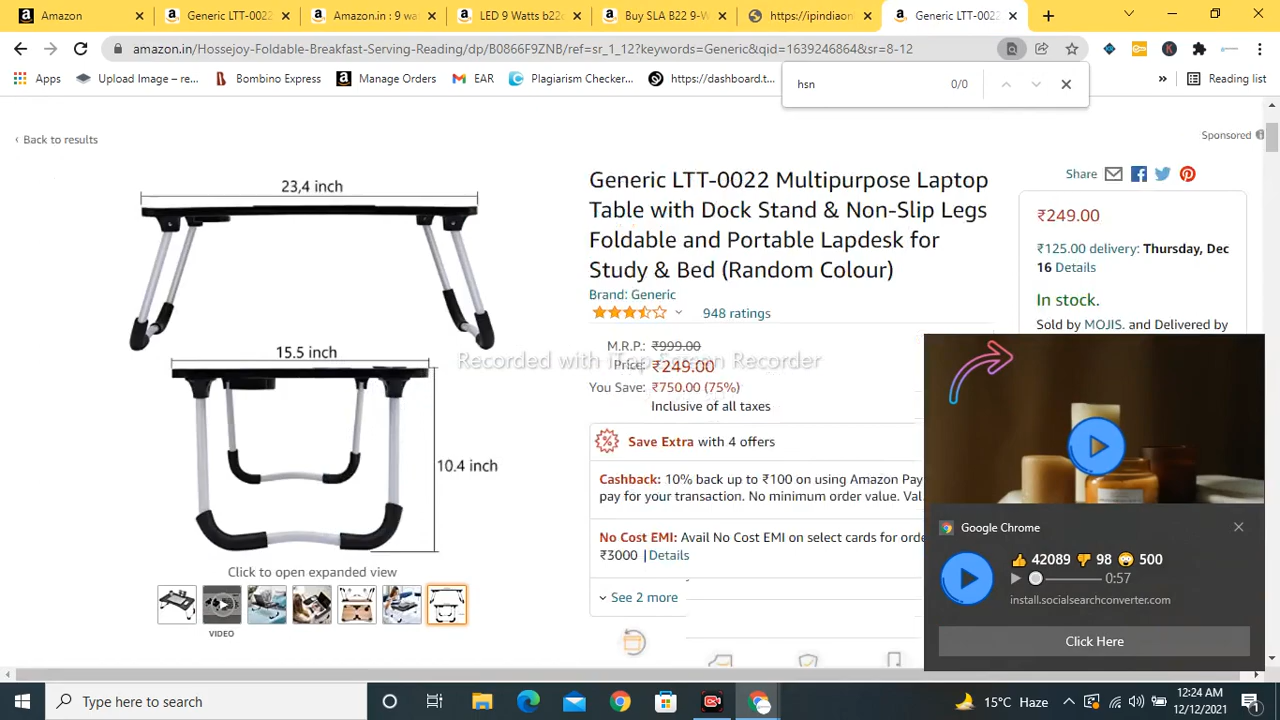 Amazon
Generic LTT-0022
Amazon.in : 9 wa
LED 9 Watts b22d
Buy SLA B22 9-W
https://ipindiaon
Generic LTT-0022
amazon.in/Hossejoy-Foldable-Breakfast-Serving-Reading/dp/B0866F9ZNB/ref=sr_1_12?keywords=Generic&qid=1639246864&sr=8-12
Apps
Upload Image – re...
Bombino Express
Manage Orders
EAR
Plagiarism Checker...
https://dashboard.t...
Reading list
hsn
0/0
‹ Back to results
Sponsored
23,4 inch
15.5 inch
10.4 inch
Click to open expanded view
VIDEO
Generic LTT-0022 Multipurpose Laptop
Table with Dock Stand & Non-Slip Legs
Foldable and Portable Lapdesk for
Study & Bed (Random Colour)
Brand: Generic
948 ratings
M.R.P.: ₹999.00
Price: ₹249.00
You Save: ₹750.00 (75%)
Inclusive of all taxes
Recorded with iTop Screen Recorder
Save Extra with 4 offers
Cashback: 10% back up to ₹100 on using Amazon Pay
pay for your transaction. No minimum order value. Val
No Cost EMI: Avail No Cost EMI on select cards for orde
₹3000 |Details
See 2 more
Share
₹249.00
₹125.00 delivery: Thursday, Dec
16 Details
In stock.
Sold by MOJIS. and Delivered by
Google Chrome
42089 98 500
0:57
install.socialsearchconverter.com
Click Here
Type here to search
15°C Haze
12:24 AM
12/12/2021
1